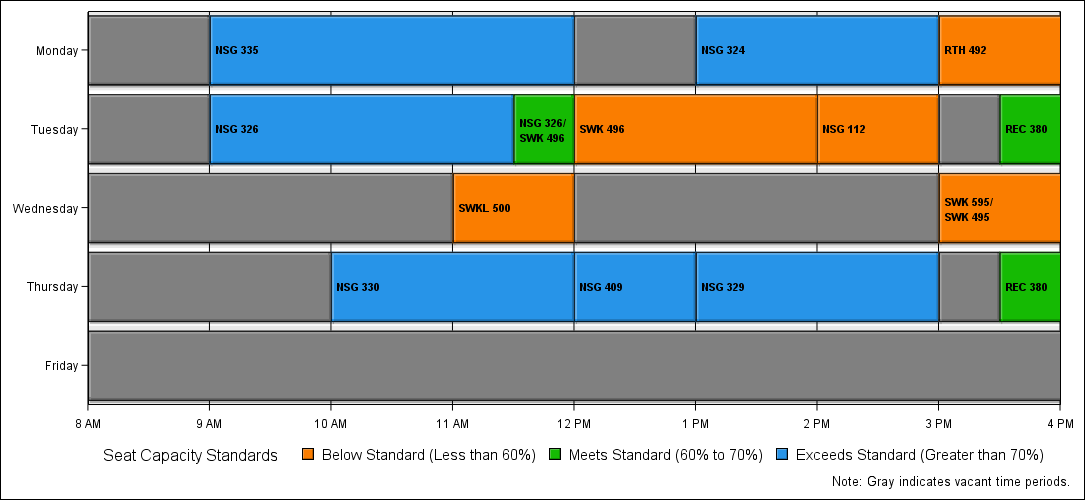 Monday
NSG 335
NSG 324
RTH 492
Tuesday
NSG 326
NSG 326/
SWK 496
SWK 496
NSG 112
REC 380
Wednesday
SWKL 500
SWK 595/
SWK 495
Thursday
NSG 330
NSG 409
NSG 329
REC 380
Friday
8 AM 9 AM 10 AM 11 AM 12 PM 1 PM 2 PM 3 PM 4 PM
Seat Capacity Standards Below Standard (Less than 60%) Meets Standard (60% to 70%) Exceeds Standard (Greater than 70%)
Note: Gray indicates vacant time periods.